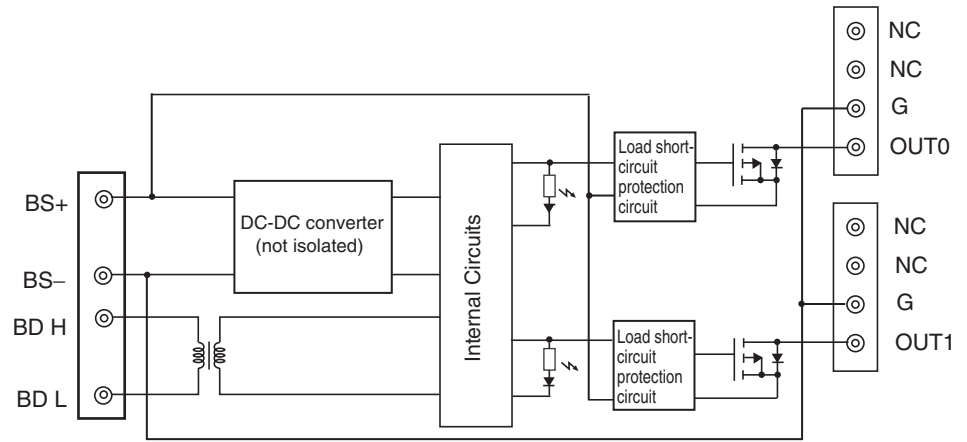 BS+
BS–
BD H
BD L
DC-DC converter
(not isolated)
Internal Circuits
Load short-
circuit
protection
circuit
Load short-
circuit
protection
circuit
NC
NC
G
OUT0
NC
NC
G
OUT1